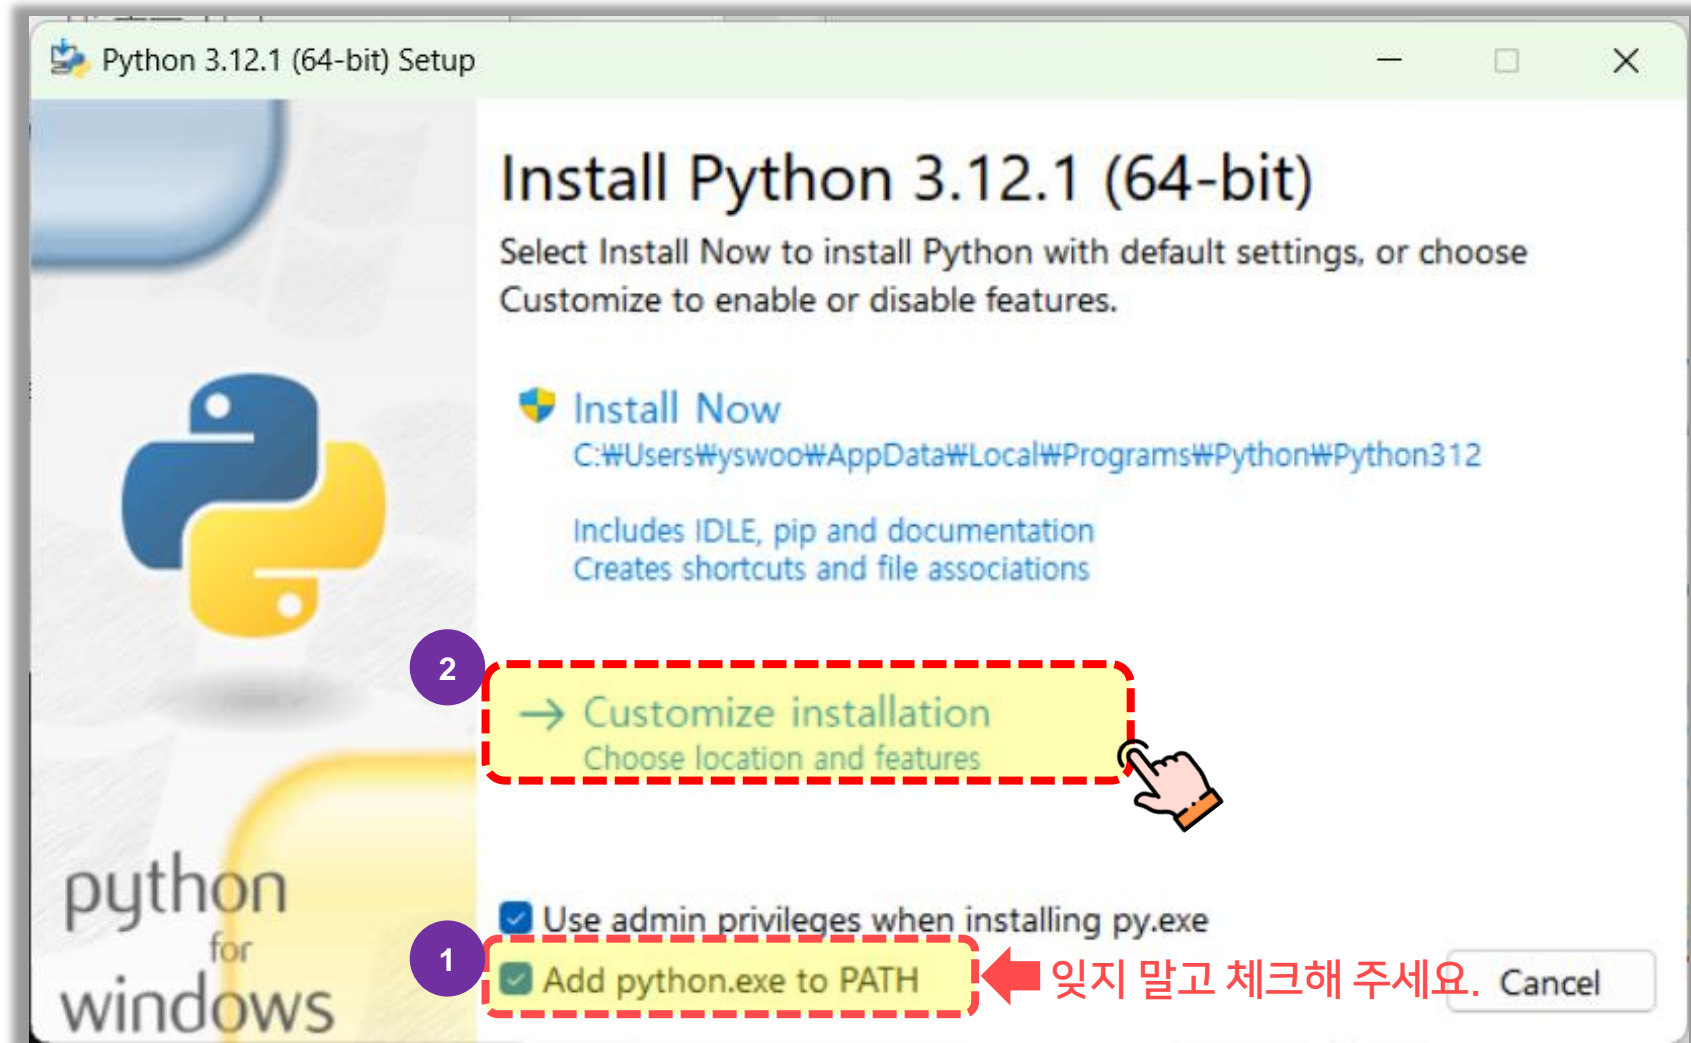 Python 3.12.1 (64-bit) Setup
Install Python 3.12.1 (64-bit)
Select Install Now to install Python with default settings, or choose
Customize to enable or disable features.
Install Now
C:₩Users₩yswoo₩AppData₩Local₩Programs₩Python₩Python312
Includes IDLE, pip and documentation
Creates shortcuts and file associations
2
→ Customize installation
Choose location and features
Use admin privileges when installing py.exe
1
Add python.exe to PATH
잊지 말고 체크해 주세요.
Cancel
python
for
windows